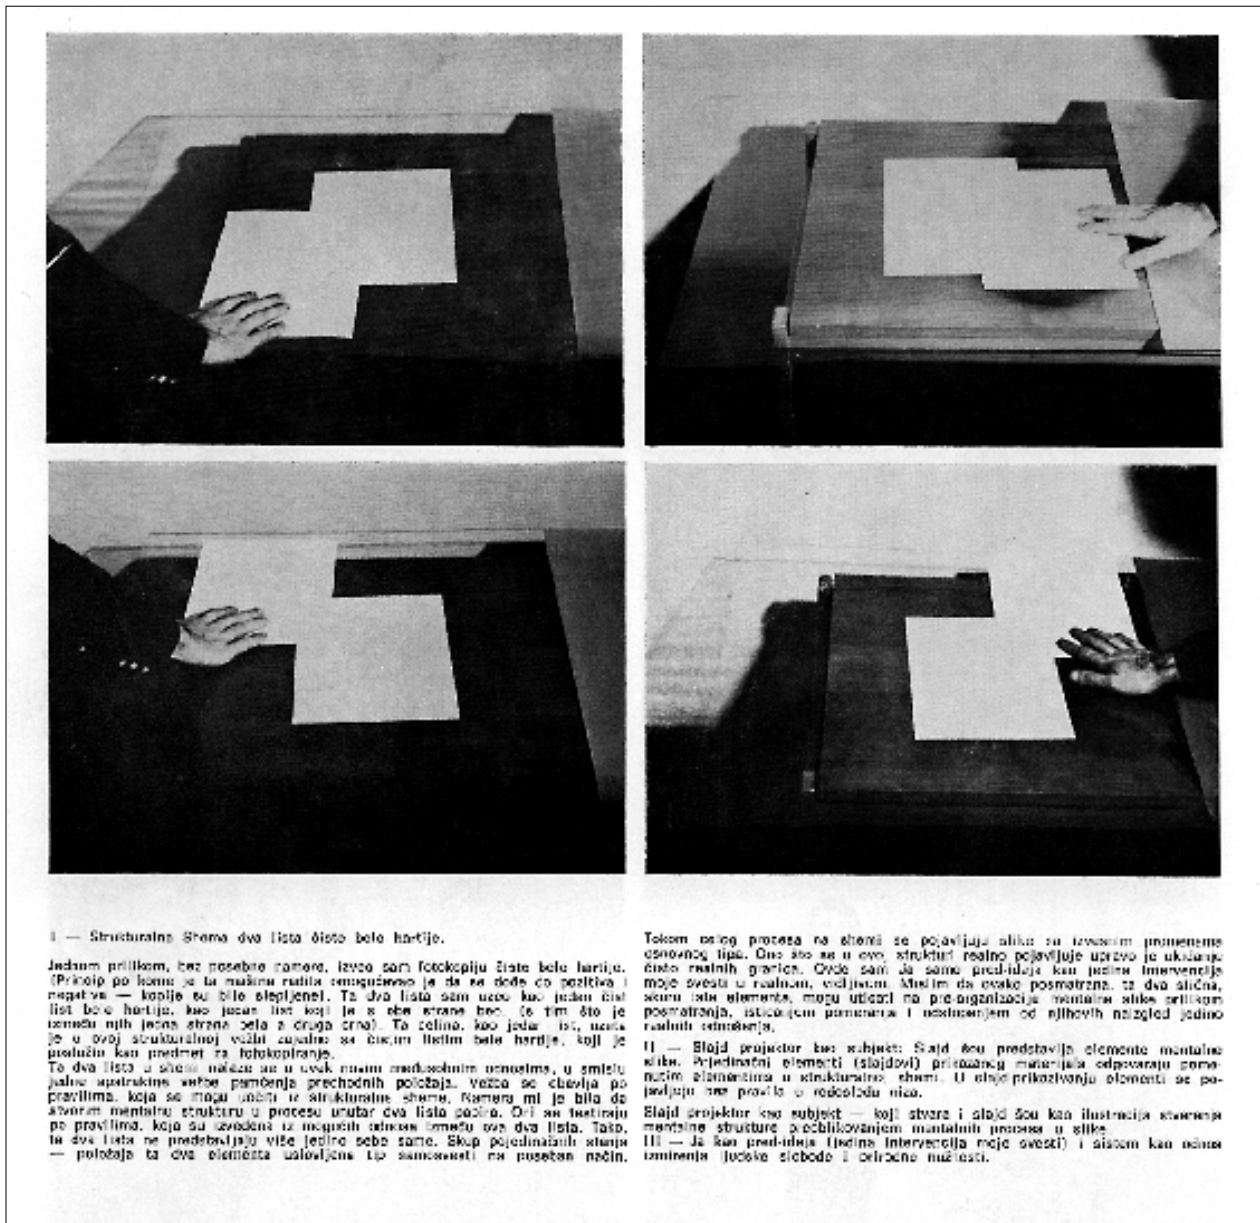 I — Strukturalna Shema dva lista čisto bele hartije.
Jednom prilikom, bez posebne namere, izveo sam fotokopiju čisto bele hartije.
(Princip po kome je ta mašina radila omogućavao je da se dođe do pozitiva i
negativa — kopije su bile slepljene). Ta dva lista sam uzeo kao jedan čist
list bele hartije, kao jedan list koji je s obe strane beo. (s tim što je
između njih jedna strana bela a druga crna). Ta celina, kao jedan list, uzeta
je u ovoj strukturalnoj vežbi zajedno sa čistim listom bele hartije, koji je
poslužio kao predmet za fotokopiranje.
Ta dva lista u shemi nalaze se u uvek novim međusobnim odnosima, u smislu
jedne apstraktne vežbe pamćenja prethodnih položaja. Vežba se obavlja po
pravilima, koja se mogu uočiti iz strukturalne sheme. Namera mi je bila da
stvorim mentalnu strukturu u procesu unutar dva lista papira. Oni se testiraju
po pravilima, koja su izvedena iz mogućih odnosa između ova dva lista. Tako,
ta dva lista ne predstavljaju više jedino sebe same. Skup pojedinačnih stanja
— položaja ta dva elementa uslovljava tip samosvesti na poseban način.
Tokom celog procesa na shemi se pojavljuju slike sa izvesnim promenama
osnovnog tipa. Ono što se u ovoj strukturi realno pojavljuje upravo je ukidanje
čisto realnih granica. Ovde sam Ja samo pred-ideja kao jedina intervencija
moje svesti u realnom, vidljivom. Mislim da ovako posmatrana, ta dva slična,
skoro ista elementa, mogu uticati na pre-organizaciju mentalne slike prilikom
posmatranja, isticanjem pomeranja i odstupanjem od njihovih naizgled jedino
realnih odnošenja.
II — Slajd projektor kao subjekt: Slajd šou predstavlja elemente mentalne
slike. Pojedinačni elementi (slajdovi) prikazanog materijala odgovaraju pome-
nutim elementima u strukturalnoj shemi. U slajd-prikazivanju elementi se po-
javljuju bez pravila o redosledu niza.
Slajd projektor kao subjekt — koji stvara i slajd šou kao ilustracija stvaranja
mentalne strukture preoblikovanjem mentalnih procesa u slike.
III — Ja kao pred-ideja (jedina intervencija moje svesti) i sistem kao odnos
izmirenja ljudske slobode i prirodne nužnosti.